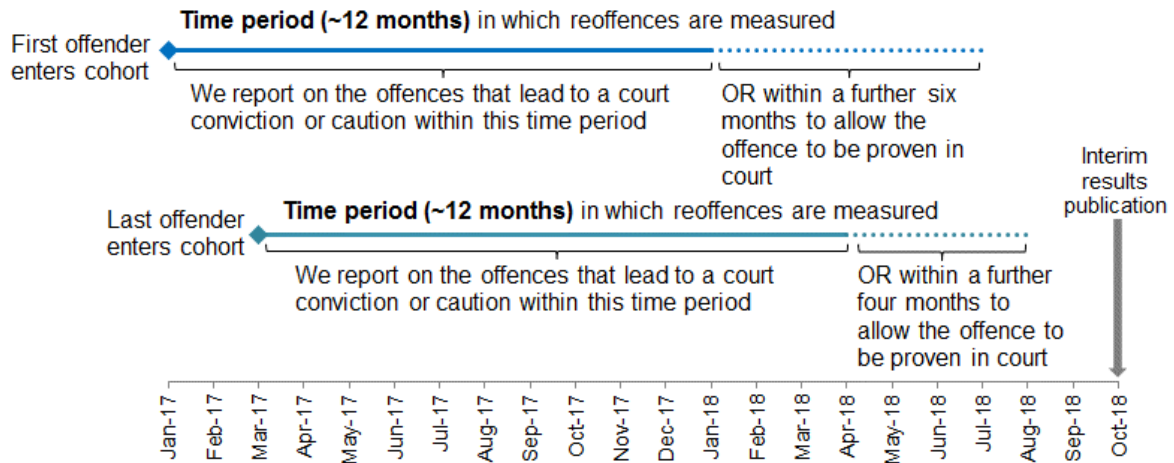 Time period (~12 months) in which reoffences are measured
First offender
enters cohort
We report on the offences that lead to a court
conviction or caution within this time period
OR within a further six
months to allow the
offence to be proven in
court
Interim
results
publication
Time period (~12 months) in which reoffences are measured
Last offender
enters cohort
We report on the offences that lead to a court
conviction or caution within this time period
OR within a further
four months to
allow the offence to
be proven in court
Jan-17
Feb-17
Mar-17
Apr-17
May-17
Jun-17
Jul-17
Aug-17
Sep-17
Oct-17
Nov-17
Dec-17
Jan-18
Feb-18
Mar-18
Apr-18
May-18
Jun-18
Jul-18
Aug-18
Sep-18
Oct-18